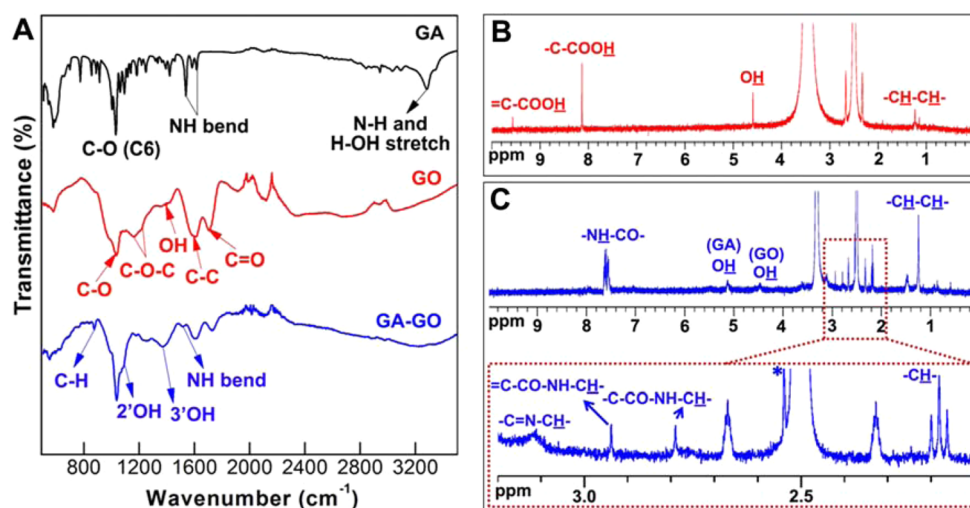 A
GA
NH bend
N-H and
H-OH stretch
C-O (C6)
GO
OH
C=O
C-O-C
C-C
C-O
GA-GO
C-H
NH bend
2'OH
3'OH
Transmittance (%)
800 1600 2400 3200
Wavenumber (cm-1)
B
-C-COOH
=C-COOH
OH
-CH-CH-
ppm 9 8 7 6 5 4 3 2 1
C
-CH-CH-
-NH-CO-
(GA)
OH
(GO)
OH
ppm 9 8 7 6 5 4 3 2 1
=C-CO-NH-CH-
-C-CO-NH-CH-
*
-CH-
-C=N-CH-
ppm 3.0 2.5